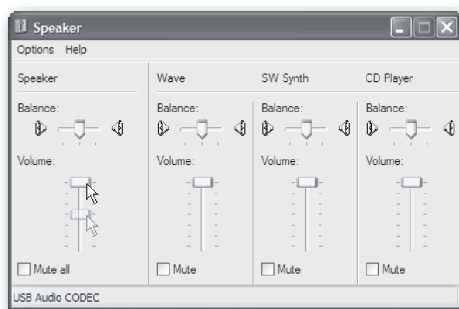 Speaker
Options Help
Speaker Wave SW Synth CD Player
Balance: Balance: Balance: Balance:
Volume: Volume: Volume: Volume:
Mute all Mute Mute Mute
USB Audio CODEC